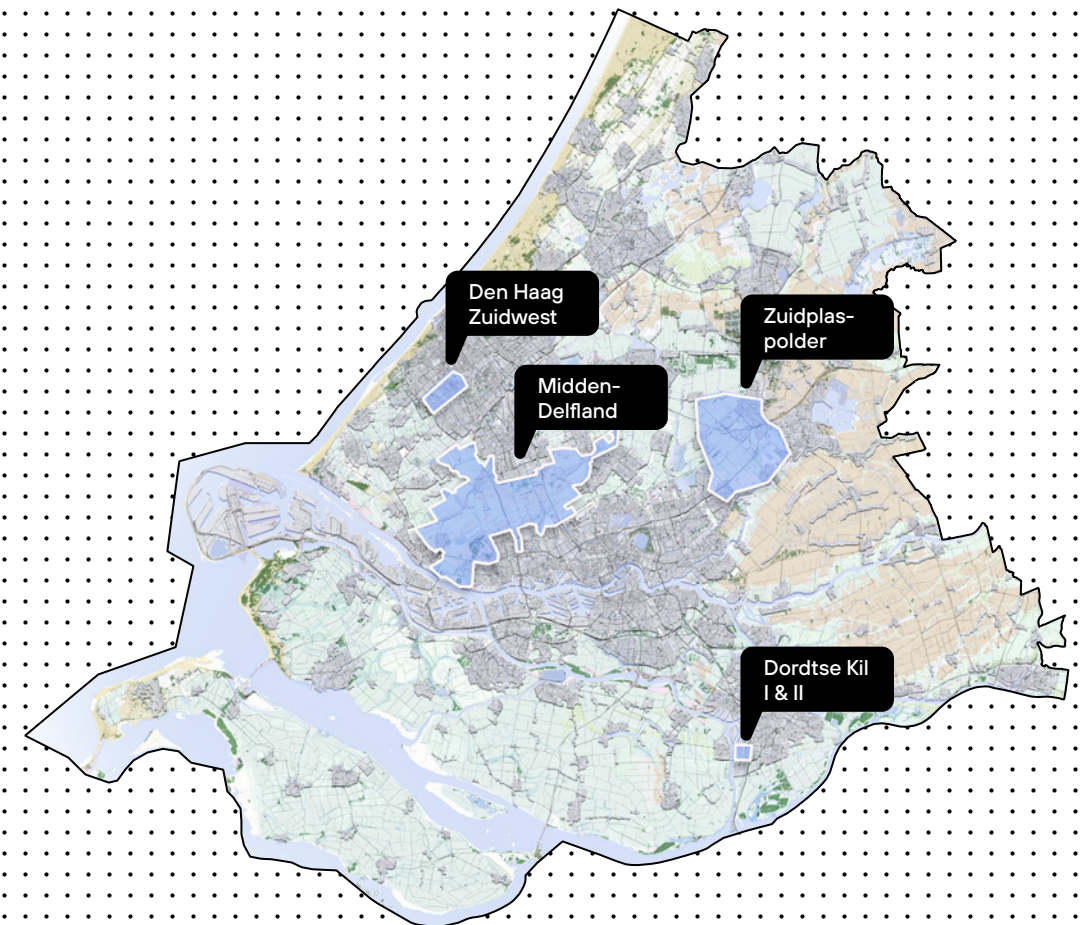 Den Haag
Zuidwest
Zuidplas-
polder
Midden-
Delfland
Dordtse Kil
I & II